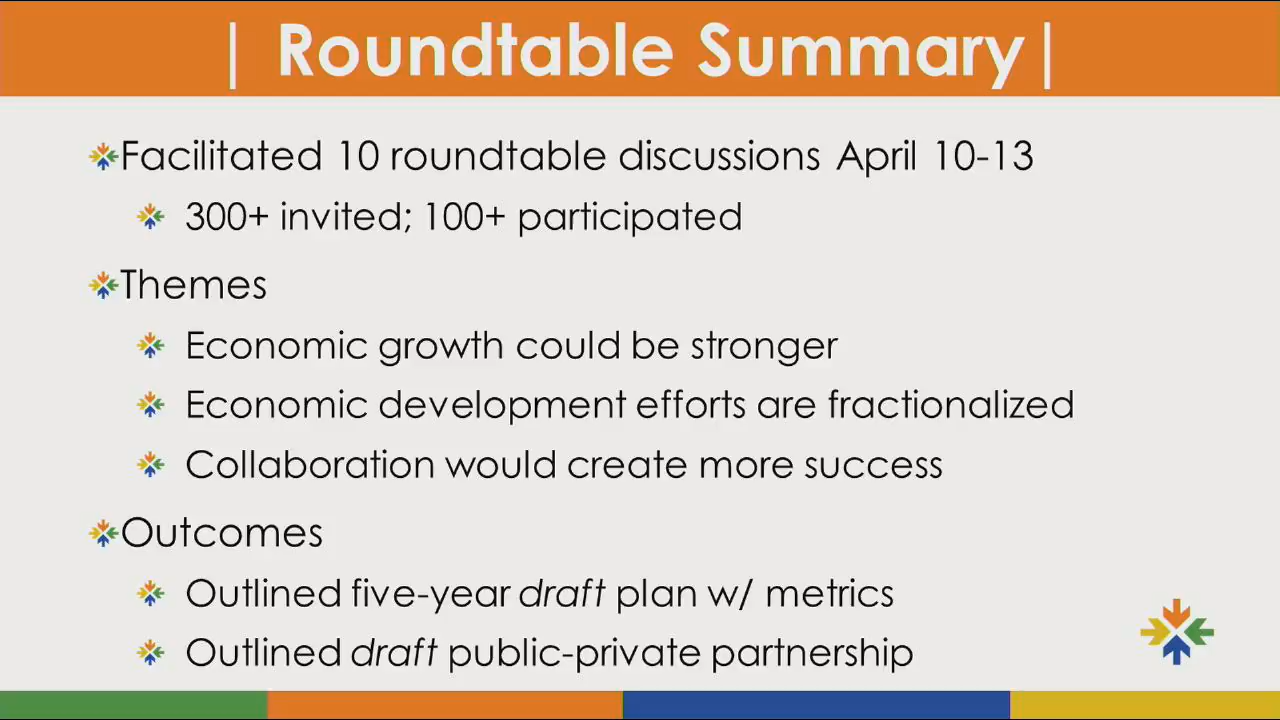 | Roundtable Summary|
Facilitated 10 roundtable discussions April 10-13
300+ invited; 100+ participated
Themes
Economic growth could be stronger
Economic development efforts are fractionalized
Collaboration would create more success
Outcomes
Outlined five-year draft plan w/ metrics
Outlined draft public-private partnership